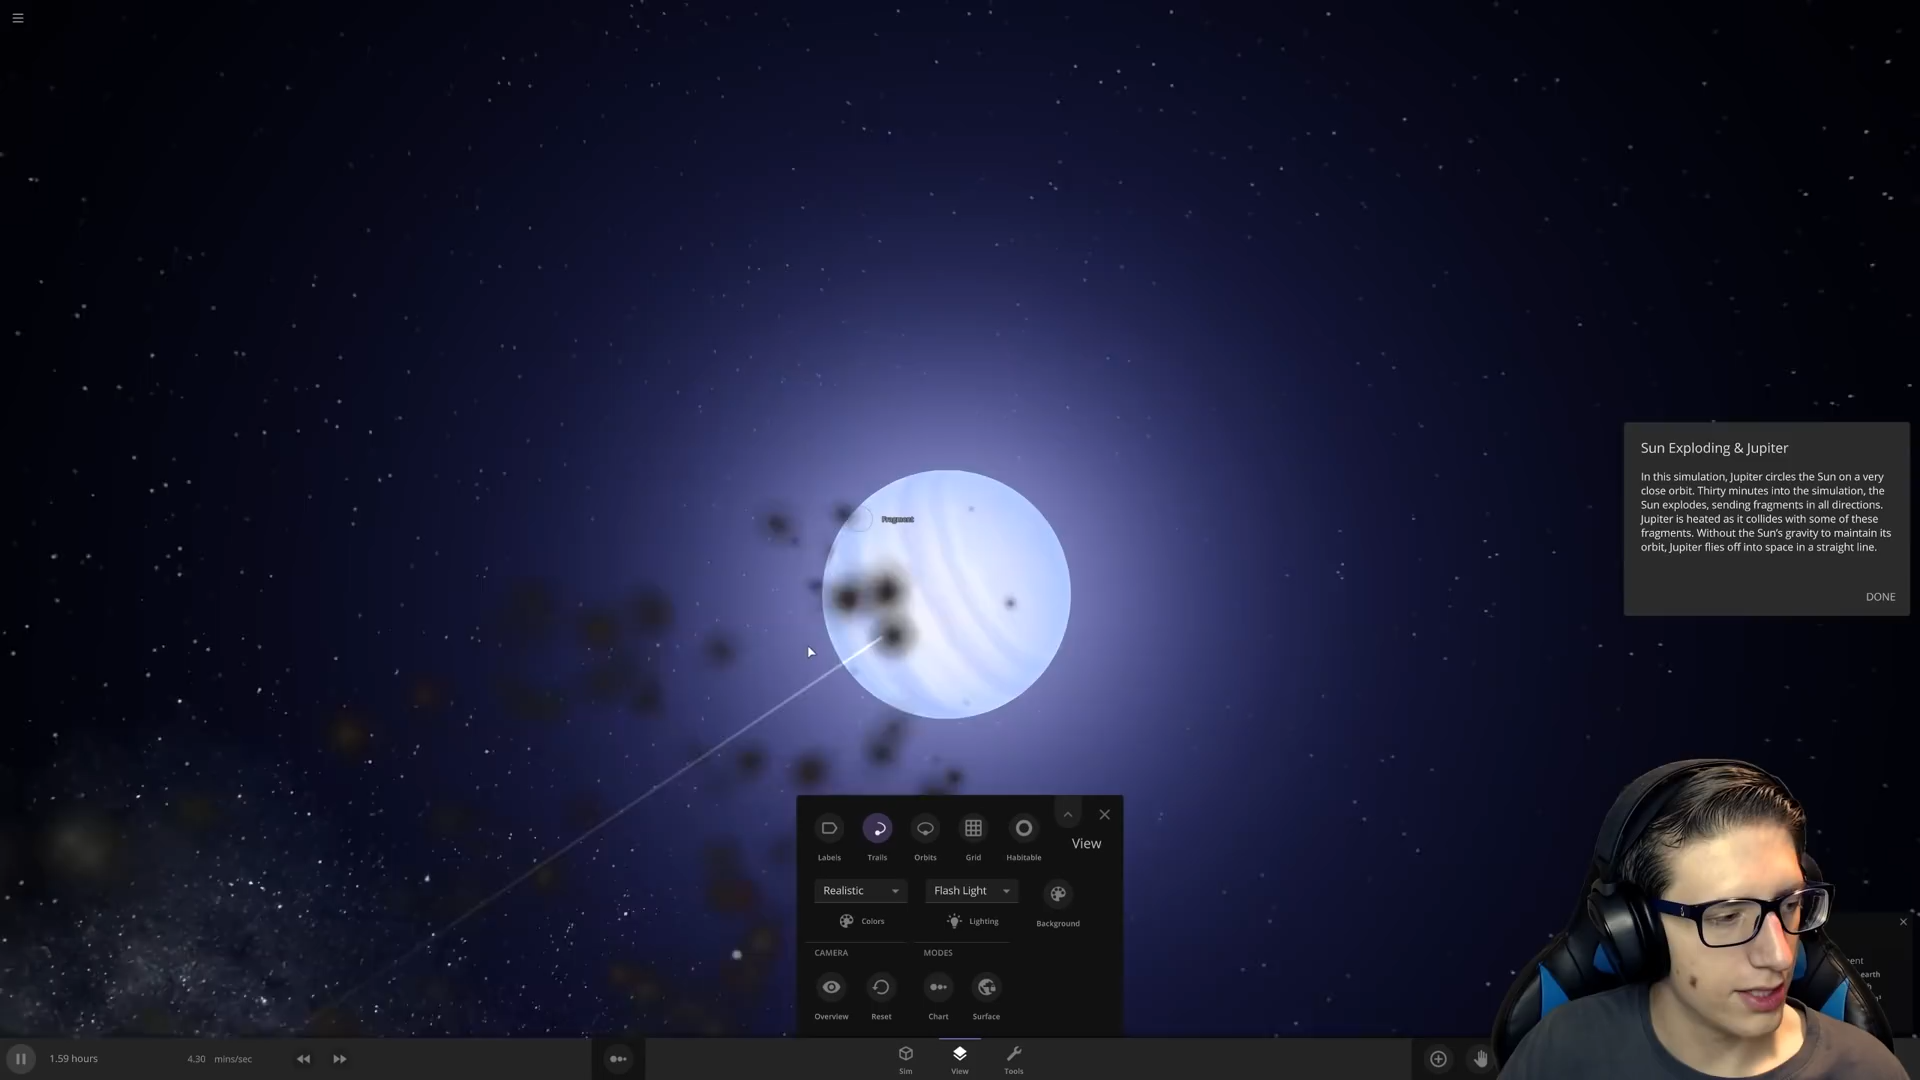 Sun Exploding & Jupiter
In this simulation, Jupiter circles the Sun on a very
close orbit. Thirty minutes into the simulation, the
Sun explodes, sending fragments in all directions.
Jupiter is heated as it collides with some of these
fragments. Without the Sun's gravity to maintain its
orbit, Jupiter flies off into space in a straight line.
DONE
Fragment
View
Labels
Trails
Orbits
Grid
Habitable
Realistic
Flash Light
Colors
Lighting
Background
CAMERA
MODES
Overview
Reset
Chart
Surface
earth
1.59 hours
4.30 mins/sec
Sim
View
Tools